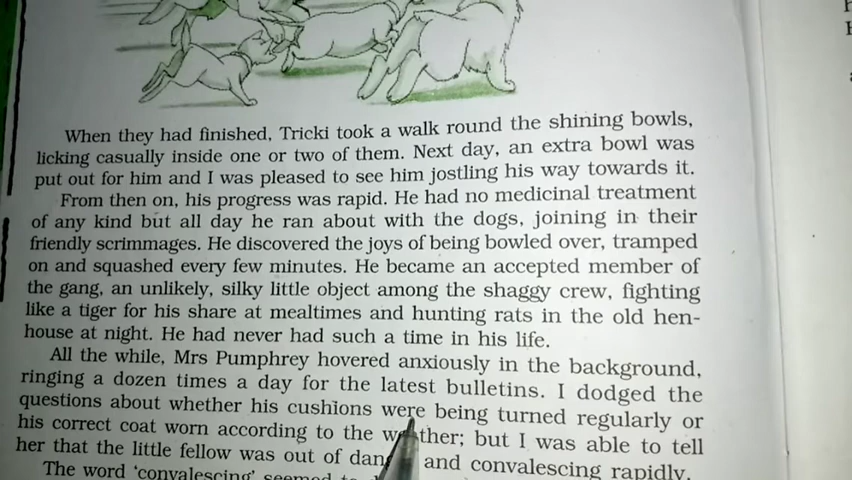 When they had finished, Tricki took a walk round the shining bowls,
licking casually inside one or two of them. Next day, an extra bowl was
put out for him and I was pleased to see him jostling his way towards it.
From then on, his progress was rapid. He had no medicinal treatment
of any kind but all day he ran about with the dogs, joining in their
friendly scrimmages. He discovered the joys of being bowled over, tramped
on and squashed every few minutes. He became an accepted member of
the gang, an unlikely, silky little object among the shaggy crew, fighting
like a tiger for his share at mealtimes and hunting rats in the old hen-
house at night. He had never had such a time in his life.
All the while, Mrs Pumphrey hovered anxiously in the background,
ringing a dozen times a day for the latest bulletins. I dodged the
questions about whether his cushions were being turned regularly or
his correct coat worn according to the weather; but I was able to tell
her that the little fellow was out of and convalescing rapidly.
The word 'convalescing' seemed